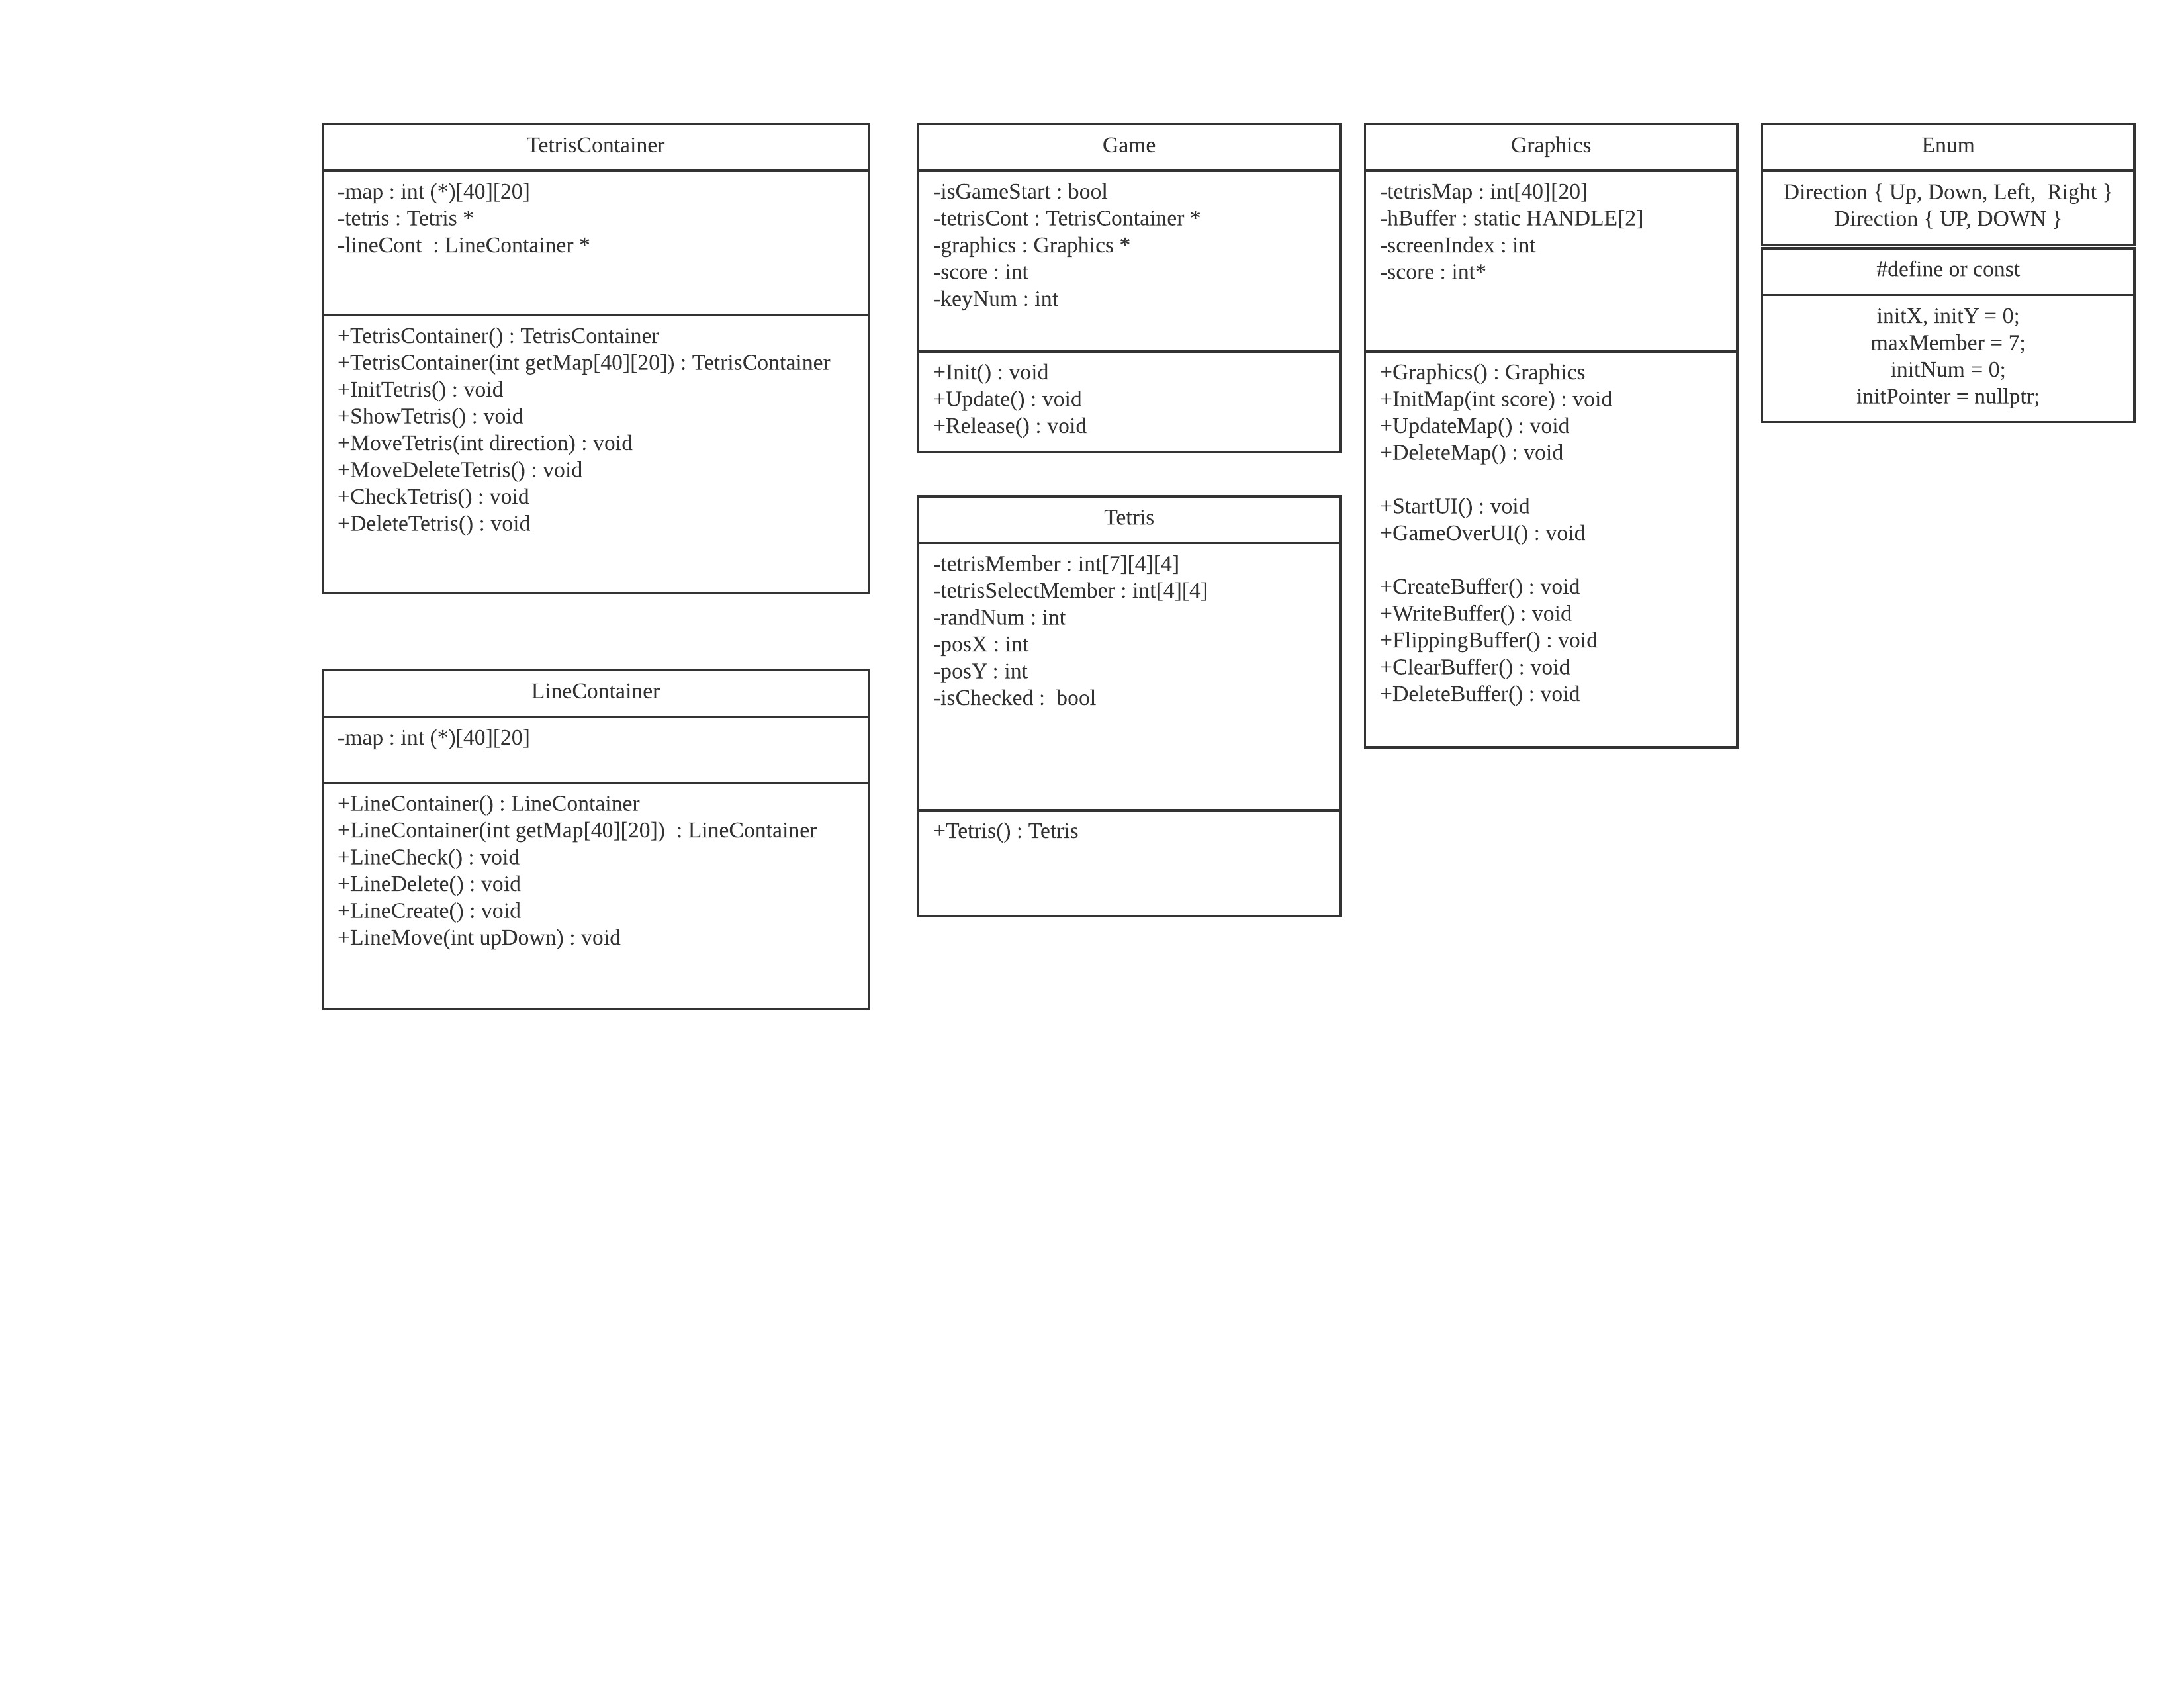 TetrisContainer
-map : int (*)[40][20]
-tetris : Tetris *
-lineCont  : LineContainer *
+TetrisContainer() : TetrisContainer
+TetrisContainer(int getMap[40][20]) : TetrisContainer
+InitTetris() : void
+ShowTetris() : void
+MoveTetris(int direction) : void
+MoveDeleteTetris() : void
+CheckTetris() : void
+DeleteTetris() : void
LineContainer
-map : int (*)[40][20]
+LineContainer() : LineContainer
+LineContainer(int getMap[40][20])  : LineContainer
+LineCheck() : void
+LineDelete() : void
+LineCreate() : void
+LineMove(int upDown) : void
Game
-isGameStart : bool
-tetrisCont : TetrisContainer *
-graphics : Graphics *
-score : int
-keyNum : int
+Init() : void
+Update() : void
+Release() : void
Tetris
-tetrisMember : int[7][4][4]
-tetrisSelectMember : int[4][4]
-randNum : int
-posX : int
-posY : int
-isChecked :  bool
+Tetris() : Tetris
Graphics
-tetrisMap : int[40][20]
-hBuffer : static HANDLE[2]
-screenIndex : int
-score : int*
+Graphics() : Graphics
+InitMap(int score) : void
+UpdateMap() : void
+DeleteMap() : void
+StartUI() : void
+GameOverUI() : void
+CreateBuffer() : void
+WriteBuffer() : void
+FlippingBuffer() : void
+ClearBuffer() : void
+DeleteBuffer() : void
Enum
Direction { Up, Down, Left,  Right }
Direction { UP, DOWN }
#define or const
initX, initY = 0;
maxMember = 7;
initNum = 0;
initPointer = nullptr;